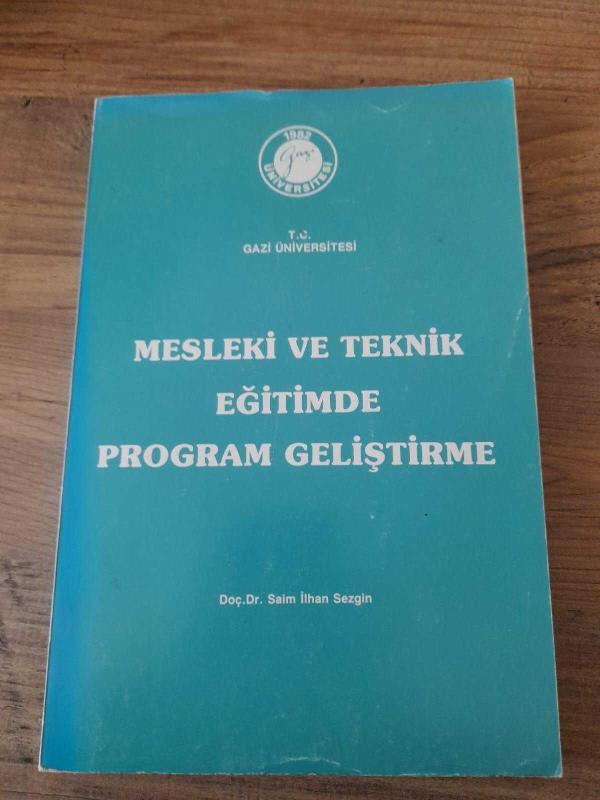 1982
Gazi
ÜNİVERSİTESİ
T.C.
GAZİ ÜNİVERSİTESİ
MESLEKİ VE TEKNİK
EĞİTİMDE
PROGRAM GELİŞTİRME
Doç.Dr. Saim İlhan Sezgin